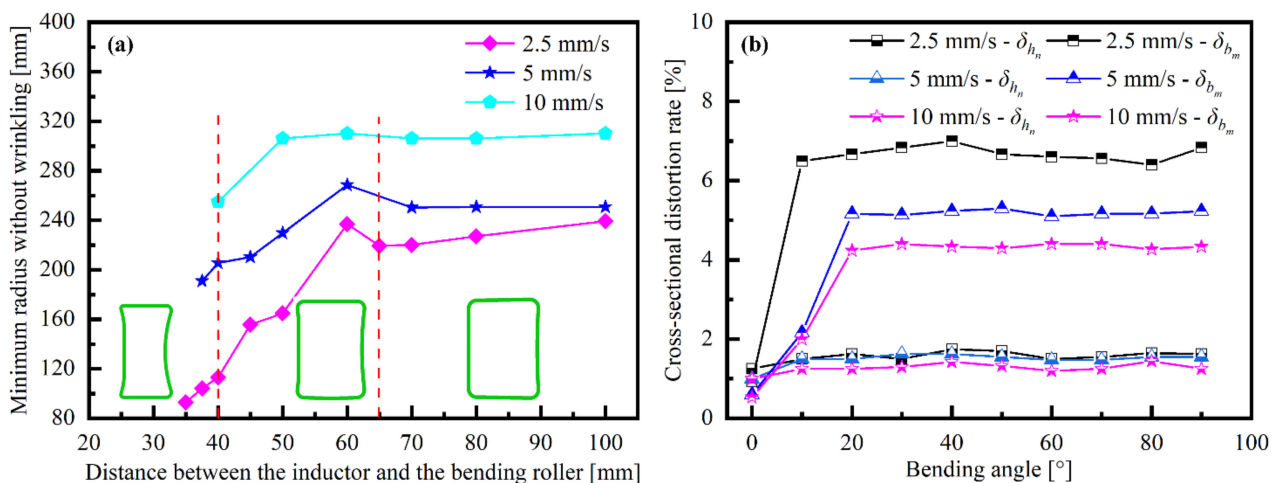 (a)
2.5 mm/s
5 mm/s
10 mm/s
Minimum radius without wrinkling [mm]
400
360
320
280
240
200
160
120
80
20 30 40 50 60 70 80 90 100
Distance between the inductor and the bending roller [mm]
(b)
2.5 mm/s - δhn 2.5 mm/s - δbm
5 mm/s - δhn 5 mm/s - δbm
10 mm/s - δhn 10 mm/s - δbm
Cross-sectional distortion rate [%]
10
8
6
4
2
0
0 20 40 60 80 100
Bending angle [°]